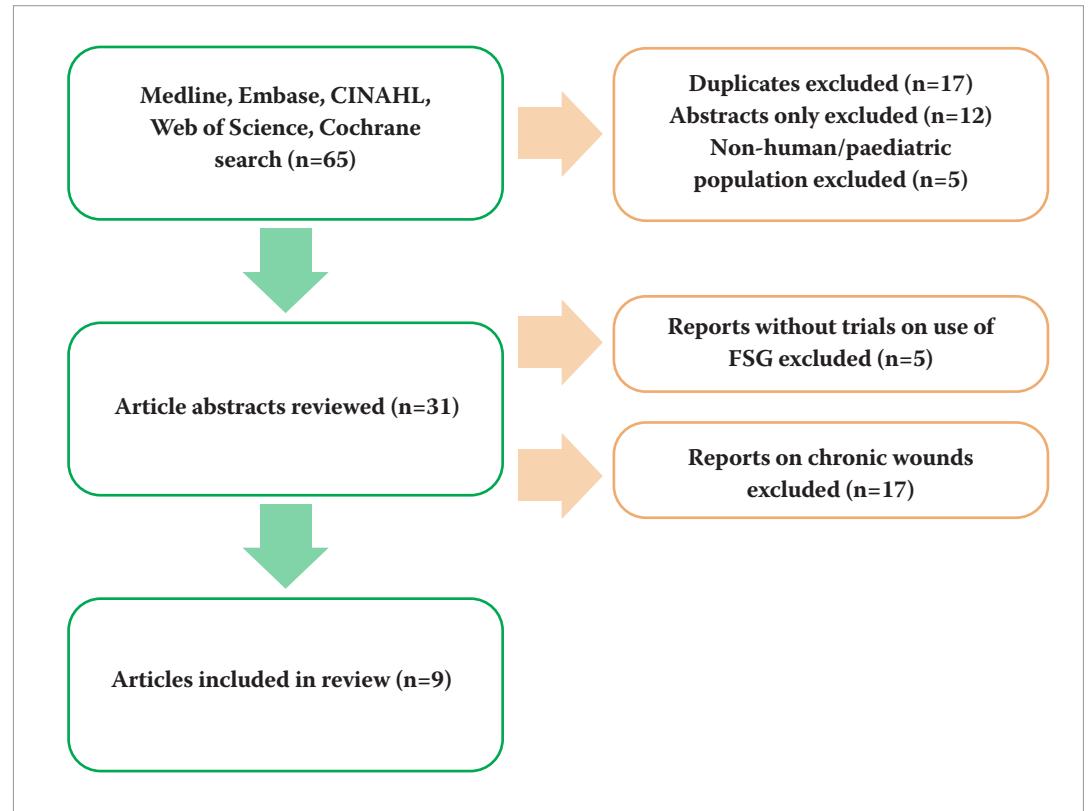 Medline, Embase, CINAHL,
Web of Science, Cochrane
search (n=65)
Duplicates excluded (n=17)
Abstracts only excluded (n=12)
Non-human/paediatric
population excluded (n=5)
Article abstracts reviewed (n=31)
Reports without trials on use of
FSG excluded (n=5)
Reports on chronic wounds
excluded (n=17)
Articles included in review (n=9)